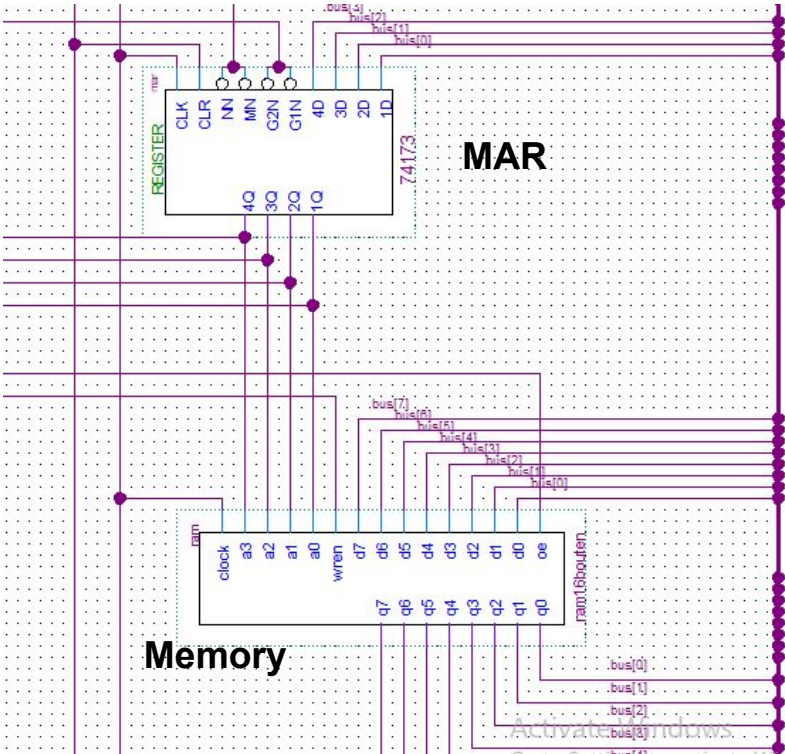 bus[3]
bus[2]
bus[1]
bus[0]
mar
CLK
CLR
NN
MN
G2N
G1N
4D
3D
2D
1D
REGISTER
74173
MAR
4Q
3Q
2Q
1Q
bus[7]
bus[6]
bus[5]
bus[4]
bus[3]
bus[2]
bus[1]
bus[0]
ram
clock
a3
a2
a1
a0
wren
d7
d6
d5
d4
d3
d2
d1
d0
oe
ram16bouten
q7
q6
q5
q4
q3
q2
q1
q0
Memory
bus[0]
bus[1]
bus[2]
Activate Windows
bus[3]